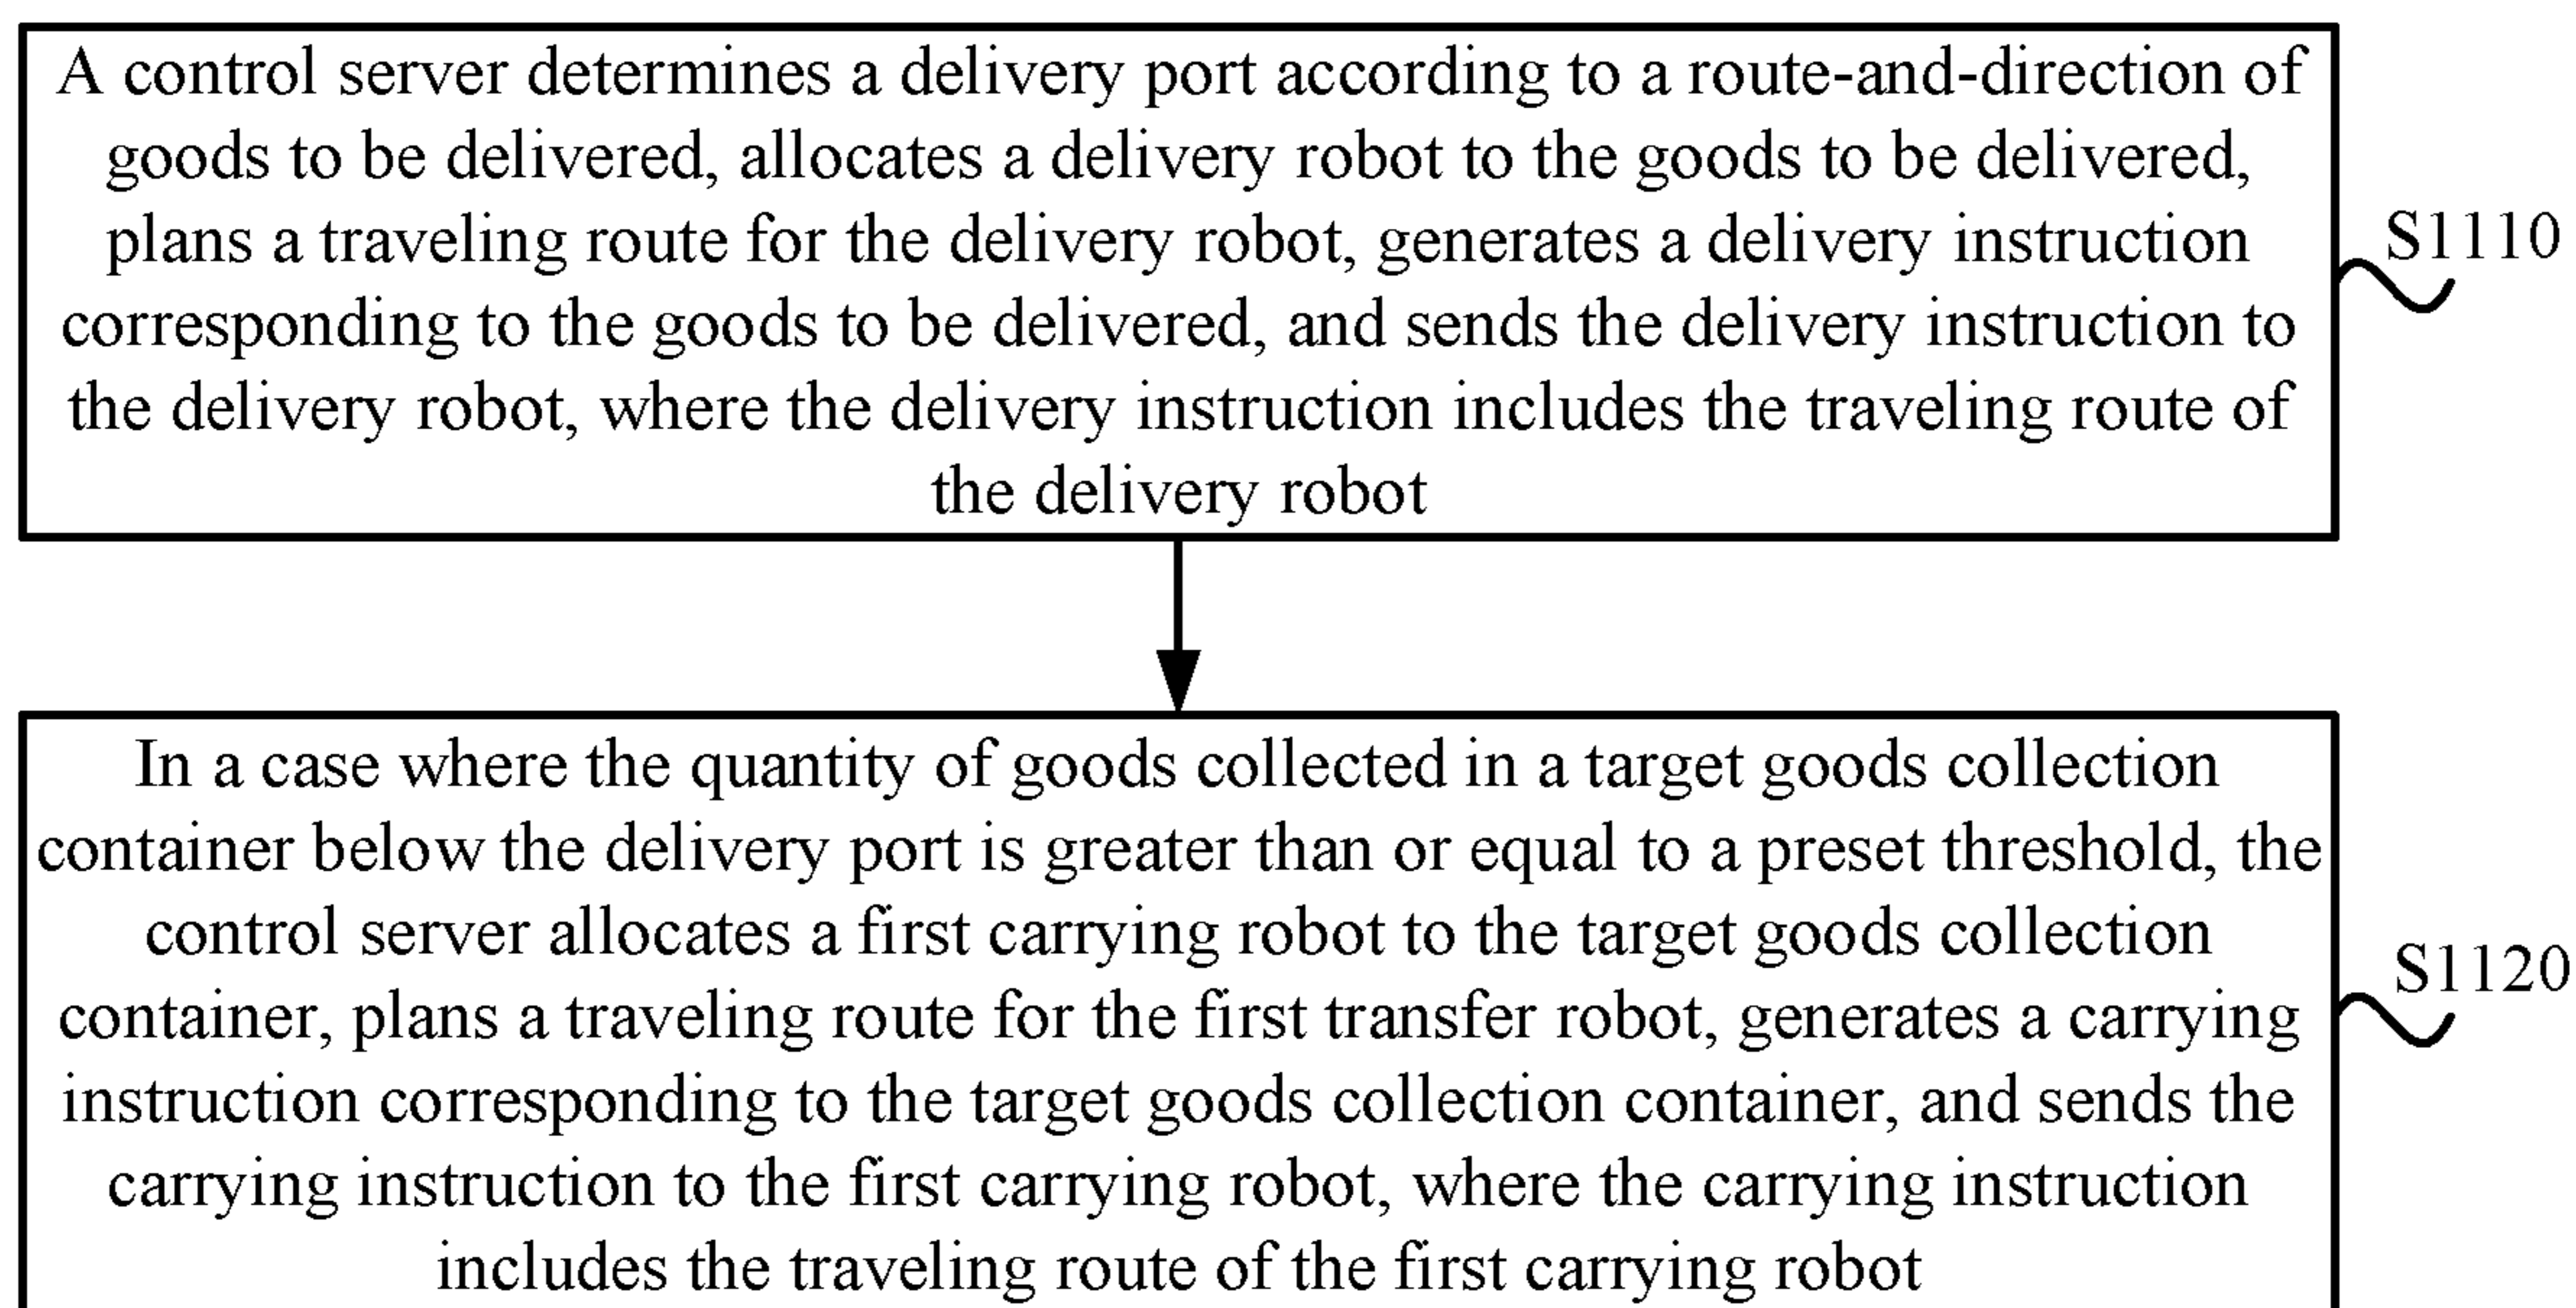 A control server determines a delivery port according to a route-and-direction of
goods to be delivered, allocates a delivery robot to the goods to be delivered,
plans a traveling route for the delivery robot, generates a delivery instruction
corresponding to the goods to be delivered, and sends the delivery instruction to
the delivery robot, where the delivery instruction includes the traveling route of
the delivery robot
S1110
In a case where the quantity of goods collected in a target goods collection
container below the delivery port is greater than or equal to a preset threshold, the
control server allocates a first carrying robot to the target goods collection
container, plans a traveling route for the first transfer robot, generates a carrying
instruction corresponding to the target goods collection container, and sends the
carrying instruction to the first carrying robot, where the carrying instruction
includes the traveling route of the first carrying robot
S1120